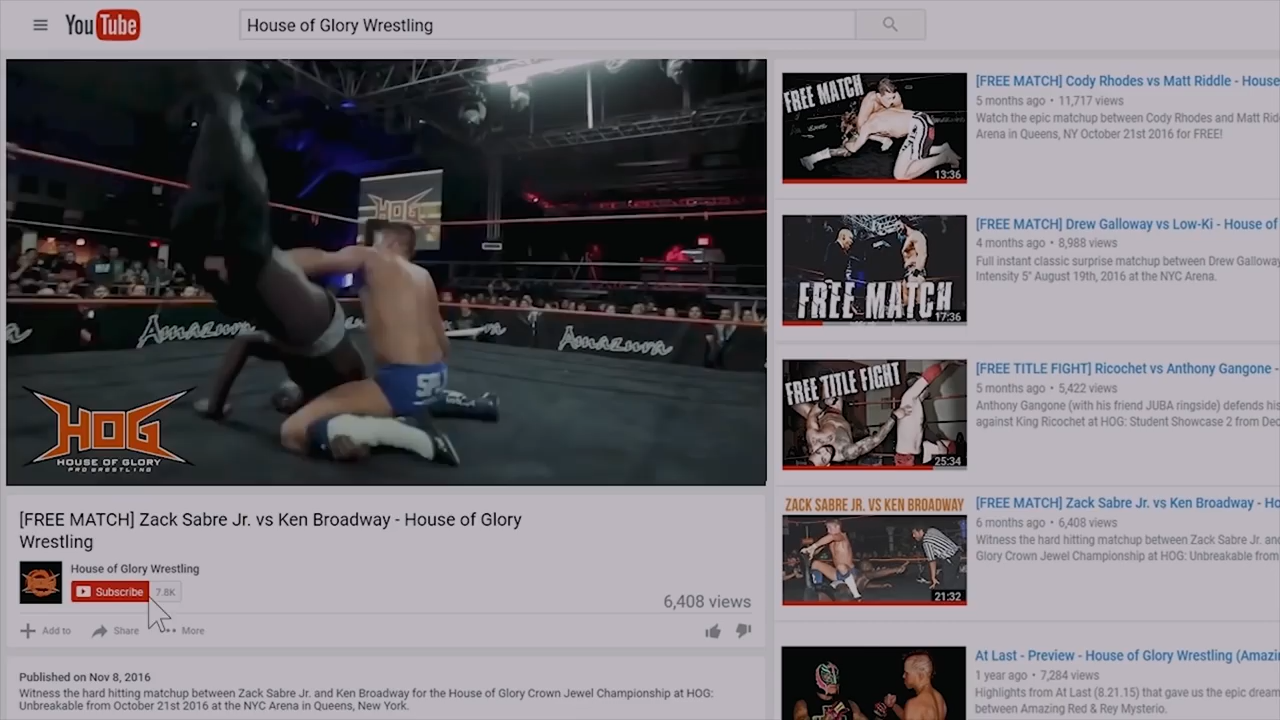 YouTube
House of Glory Wrestling
HOG
Amazura
Amazura
HOG
HOUSE OF GLORY
PRO WRESTLING
[FREE MATCH] Zack Sabre Jr. vs Ken Broadway - House of Glory
Wrestling
House of Glory Wrestling
Subscribe 7.8K
6,408 views
Add to Share More
Published on Nov 8, 2016
Witness the hard hitting matchup between Zack Sabre Jr. and Ken Broadway for the House of Glory Crown Jewel Championship at HOG:
Unbreakable from October 21st 2016 at the NYC Arena in Queens, New York.
FREE MATCH
13:36
[FREE MATCH] Cody Rhodes vs Matt Riddle - House
5 months ago • 11,717 views
Watch the epic match between Cody Rhodes and Matt Rid
Arena in Queens, NY October 21st 2016 for FREE!
FREE MATCH
17:36
[FREE MATCH] Drew Galloway vs Low-Ki - House of
4 months ago • 8,988 views
Full instant classic surprise matchup between Drew Galloway
Intensity 5" August 19th, 2016 at the NYC Arena.
FREE TITLE FIGHT
25:34
[FREE TITLE FIGHT] Ricochet vs Anthony Gangone -
5 months ago • 5,422 views
Anthony Gangone (with his friend JUBA ringside) defends his
against King Ricochet at HOG: Student Showcase 2 from Dec
ZACK SABRE JR. VS KEN BROADWAY
21:32
[FREE MATCH] Zack Sabre Jr. vs Ken Broadway - Ho
6 months ago • 6,408 views
Witness the hard hitting matchup between Zack Sabre Jr. and
Glory Crown Jewel Championship at HOG: Unbreakable from
At Last - Preview - House of Glory Wrestling (Amazi
1 year ago • 7,284 views
Highlights from At Last (8.21.15) that gave us the epic dream
between Amazing Red & Rey Mysterio.